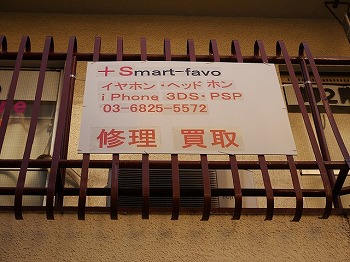 +Smart-favo
イヤホン・ヘッドホン
iPhone 3DS・PSP
03-6825-5572
修理 買取